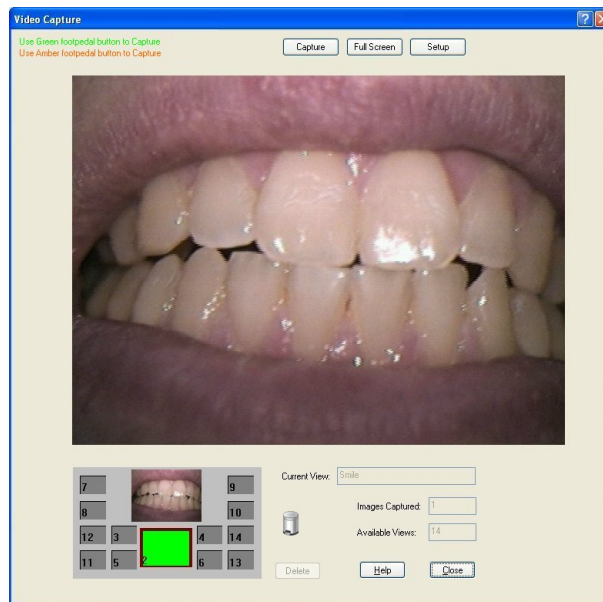 Video Capture
Use Green footpedal button to Capture
Use Amber footpedal button to Capture
Capture Full Screen Setup
7 9
8 10
12 3 4 14
11 5 2 6 13
Current View: Smile
Images Captured: 1
Available Views: 14
Delete Help Close